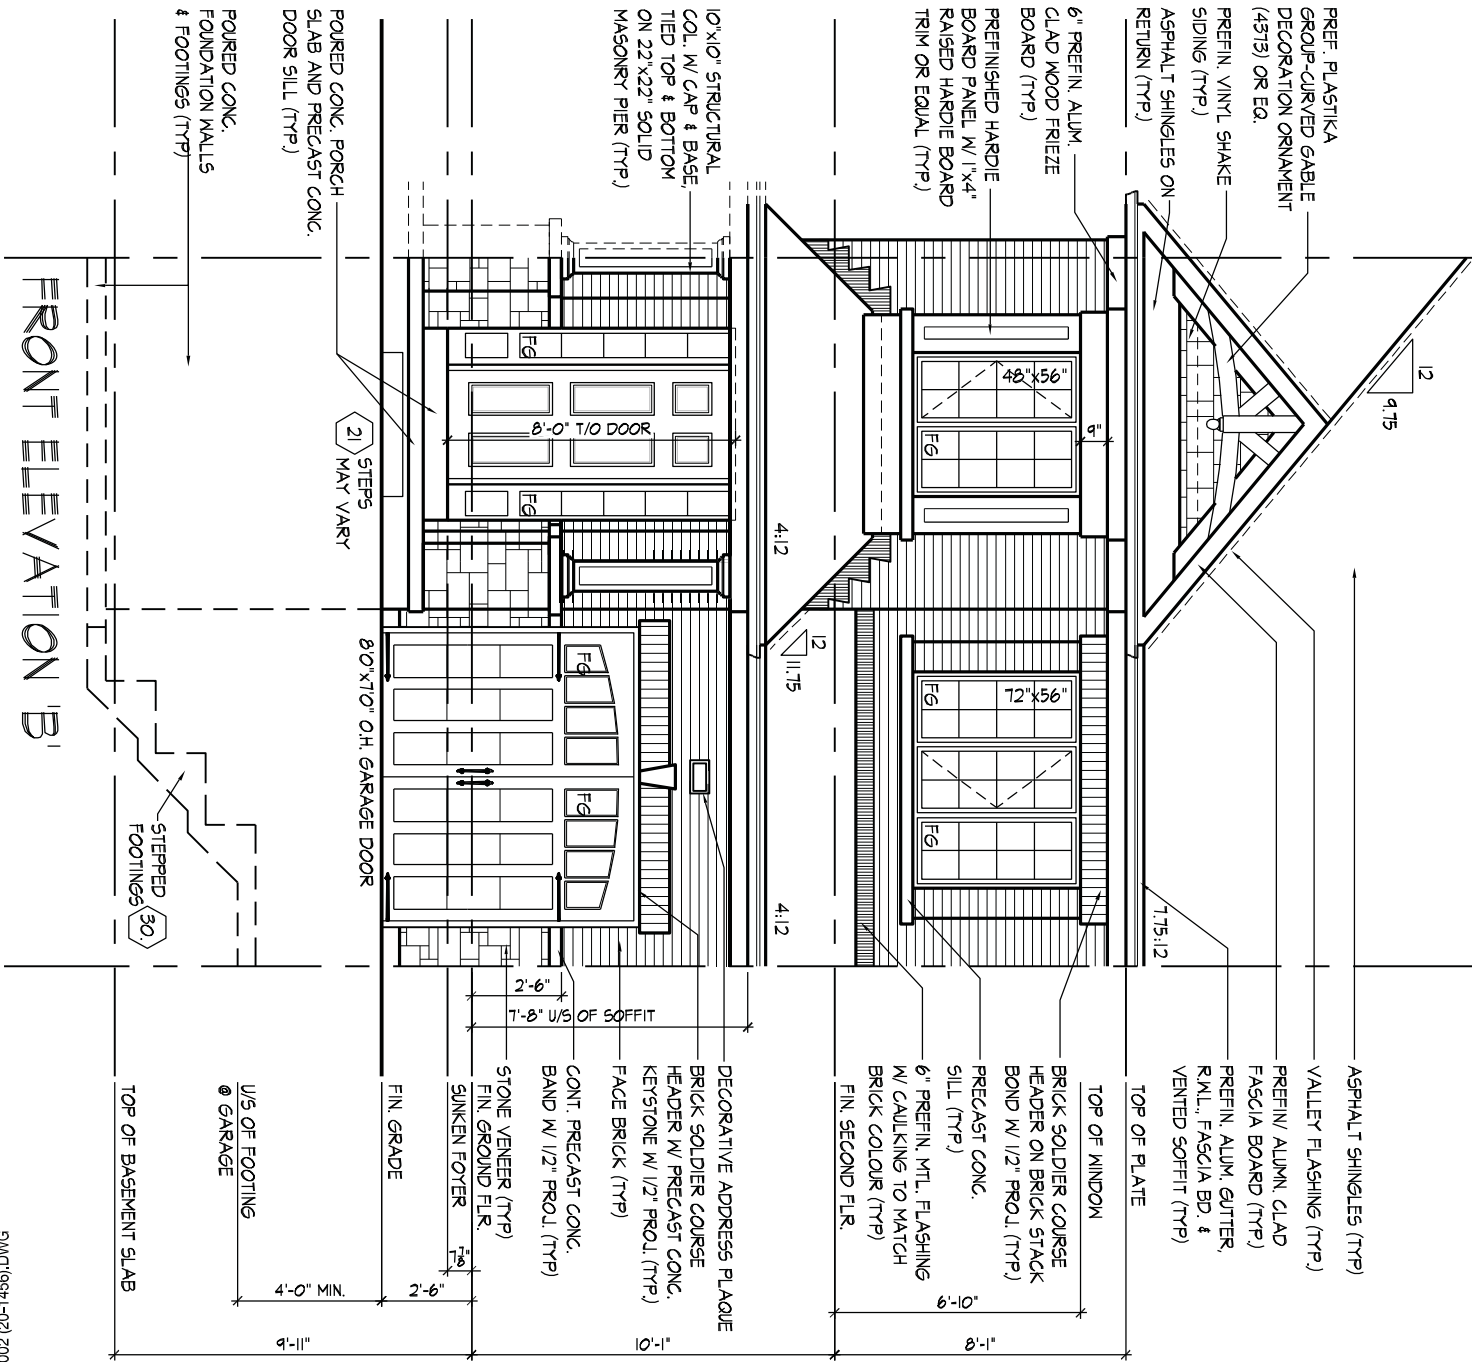 PREF. PLASTIKA
GROUP-CURVED GABLE
DECORATION ORNAMENT
(4373) OR EQ.
PREFIN. VINYL SHAKE
SIDING (TYP.)
ASPHALT SHINGLES ON
RETURN (TYP.)
6" PREFIN. ALUM.
CLAD WOOD FRIEZE
BOARD (TYP.)
PREFINISHED HARDIE
BOARD PANEL W/ 1"x4"
RAISED HARDIE BOARD
TRIM OR EQUAL (TYP.)
10"x10" STRUCTURAL
COL. W/ CAP & BASE,
TIED TOP & BOTTOM
ON 22"x22" SOLID
MASONRY PIER (TYP.)
POURED CONC. PORCH
SLAB AND PRECAST CONC.
DOOR SILL (TYP.)
POURED CONC.
FOUNDATION WALLS
& FOOTINGS (TYP)
12
9.75
48"x56"
FG
9"
72"x56"
FG
FG
7.75:12
4:12
12
11.75
4:12
FG
FG
8'-0" T/O DOOR
FG
FG
21
STEPS
MAY VARY
8'0"x7'0" O.H. GARAGE DOOR
STEPPED
FOOTINGS
30.
2'-6"
7'-8" U/S OF SOFFIT
ASPHALT SHINGLES (TYP)
VALLEY FLASHING (TYP.)
PREFIN/ ALUMN. CLAD
FASCIA BOARD (TYP.)
PREFIN. ALUM. GUTTER,
R.W.L., FASCIA BD. &
VENTED SOFFIT (TYP)
TOP OF PLATE
TOP OF WINDOW
BRICK SOLDIER COURSE
HEADER ON BRICK STACK
BOND W/ 1/2" PROJ. (TYP.)
PRECAST CONC.
SILL (TYP.)
6" PREFIN. MTL. FLASHING
W/ CAULKING TO MATCH
BRICK COLOUR (TYP)
FIN. SECOND FLR.
DECORATIVE ADDRESS PLAQUE
BRICK SOLDIER COURSE
HEADER W/ PRECAST CONC.
KEYSTONE W/ 1/2" PROJ. (TYP.)
FACE BRICK (TYP)
CONT. PRECAST CONC.
BAND W/ 1/2" PROJ. (TYP)
STONE VENEER (TYP)
FIN. GROUND FLR.
SUNKEN FOYER
FIN. GRADE
U/S OF FOOTING
@ GARAGE
TOP OF BASEMENT SLAB
7 7/8"
4'-0" MIN.
2'-6"
6'-10"
9'-11"
10'-1"
8'-1"
FRONT ELEVATION 'B'